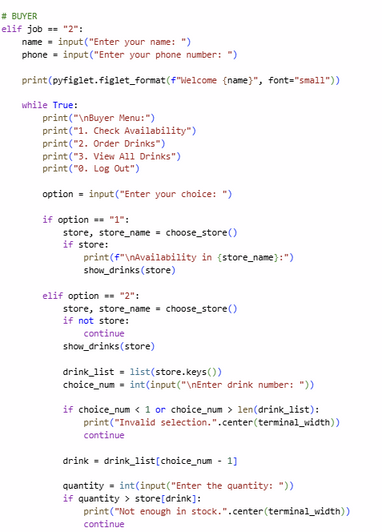 # BUYER
elif job == "2":
    name = input("Enter your name: ")
    phone = input("Enter your phone number: ")

    print(pyfiglet.figlet_format(f"Welcome {name}", font="small"))

    while True:
        print("\nBuyer Menu:")
        print("1. Check Availability")
        print("2. Order Drinks")
        print("3. View All Drinks")
        print("0. Log Out")

        option = input("Enter your choice: ")

        if option == "1":
            store, store_name = choose_store()
            if store:
                print(f"\nAvailability in {store_name}:")
                show_drinks(store)

        elif option == "2":
            store, store_name = choose_store()
            if not store:
                continue
            show_drinks(store)

            drink_list = list(store.keys())
            choice_num = int(input("\nEnter drink number: "))

            if choice_num < 1 or choice_num > len(drink_list):
                print("Invalid selection.".center(terminal_width))
                continue

            drink = drink_list[choice_num - 1]

            quantity = int(input("Enter the quantity: "))
            if quantity > store[drink]:
                print("Not enough in stock.".center(terminal_width))
                continue